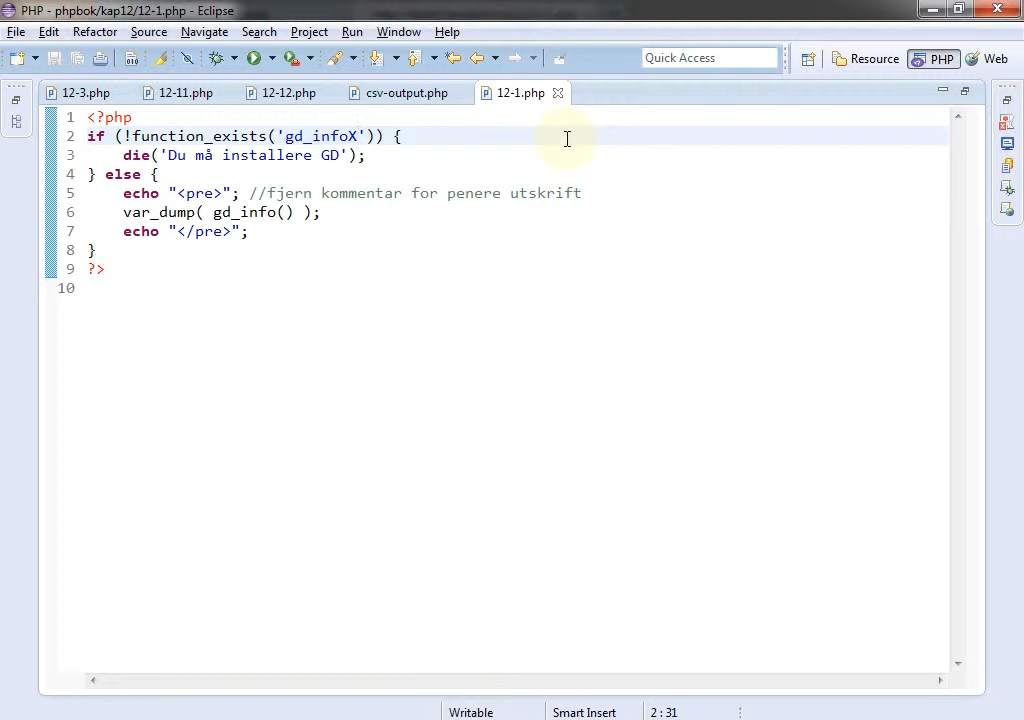 PHP - phpbok/kap12/12-1.php - Eclipse
File Edit Refactor Source Navigate Search Project Run Window Help
Quick Access Resource PHP Web
12-3.php 12-11.php 12-12.php csv-output.php 12-1.php
1 <?php
2 if (!function_exists('gd_infoX')) {
3 die('Du må installere GD');
4 } else {
5 echo "<pre>"; //fjern kommentar for penere utskrift
6 var_dump( gd_info() );
7 echo "</pre>";
8 }
9 ?>
10
Writable Smart Insert 2 : 31